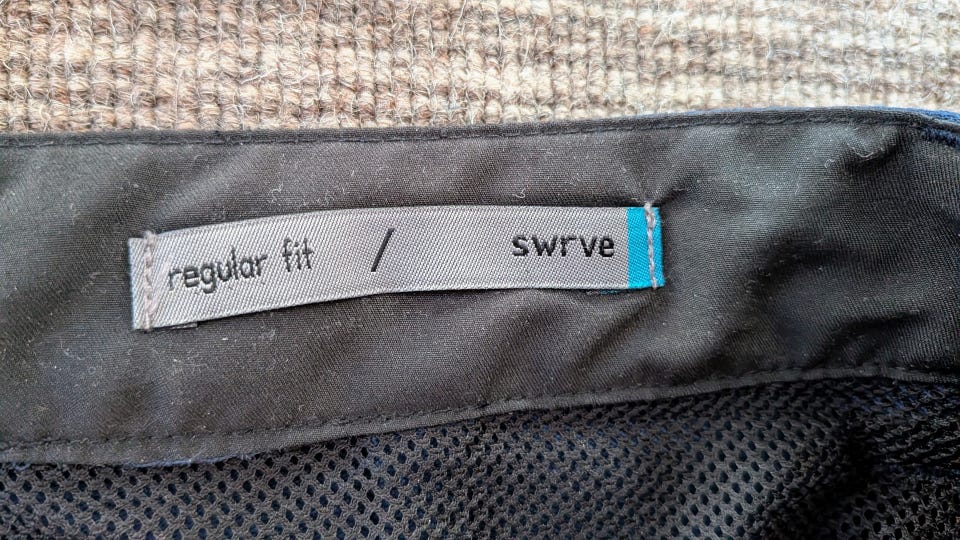 regular fit / swrve